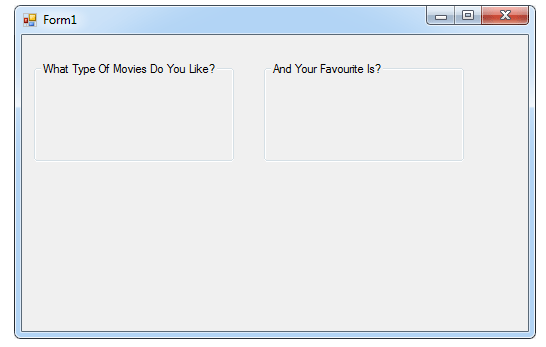 Form1
What Type Of Movies Do You Like?
And Your Favourite Is?